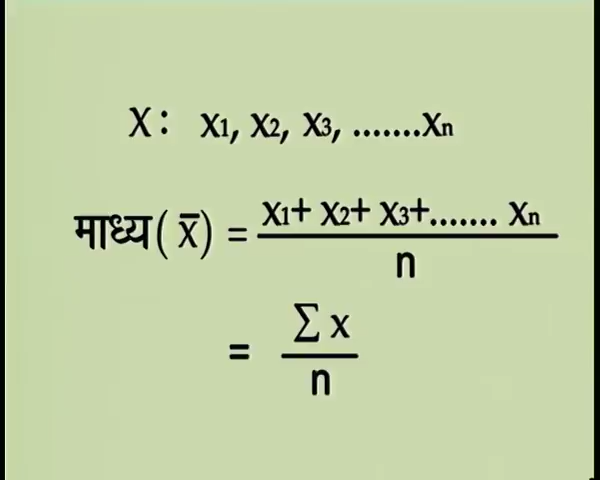 X: x₁, x₂, x₃, .......xₙ
माध्य( x̄ ) = x₁+ x₂+ x₃+....... xₙ / n
= Σ x / n